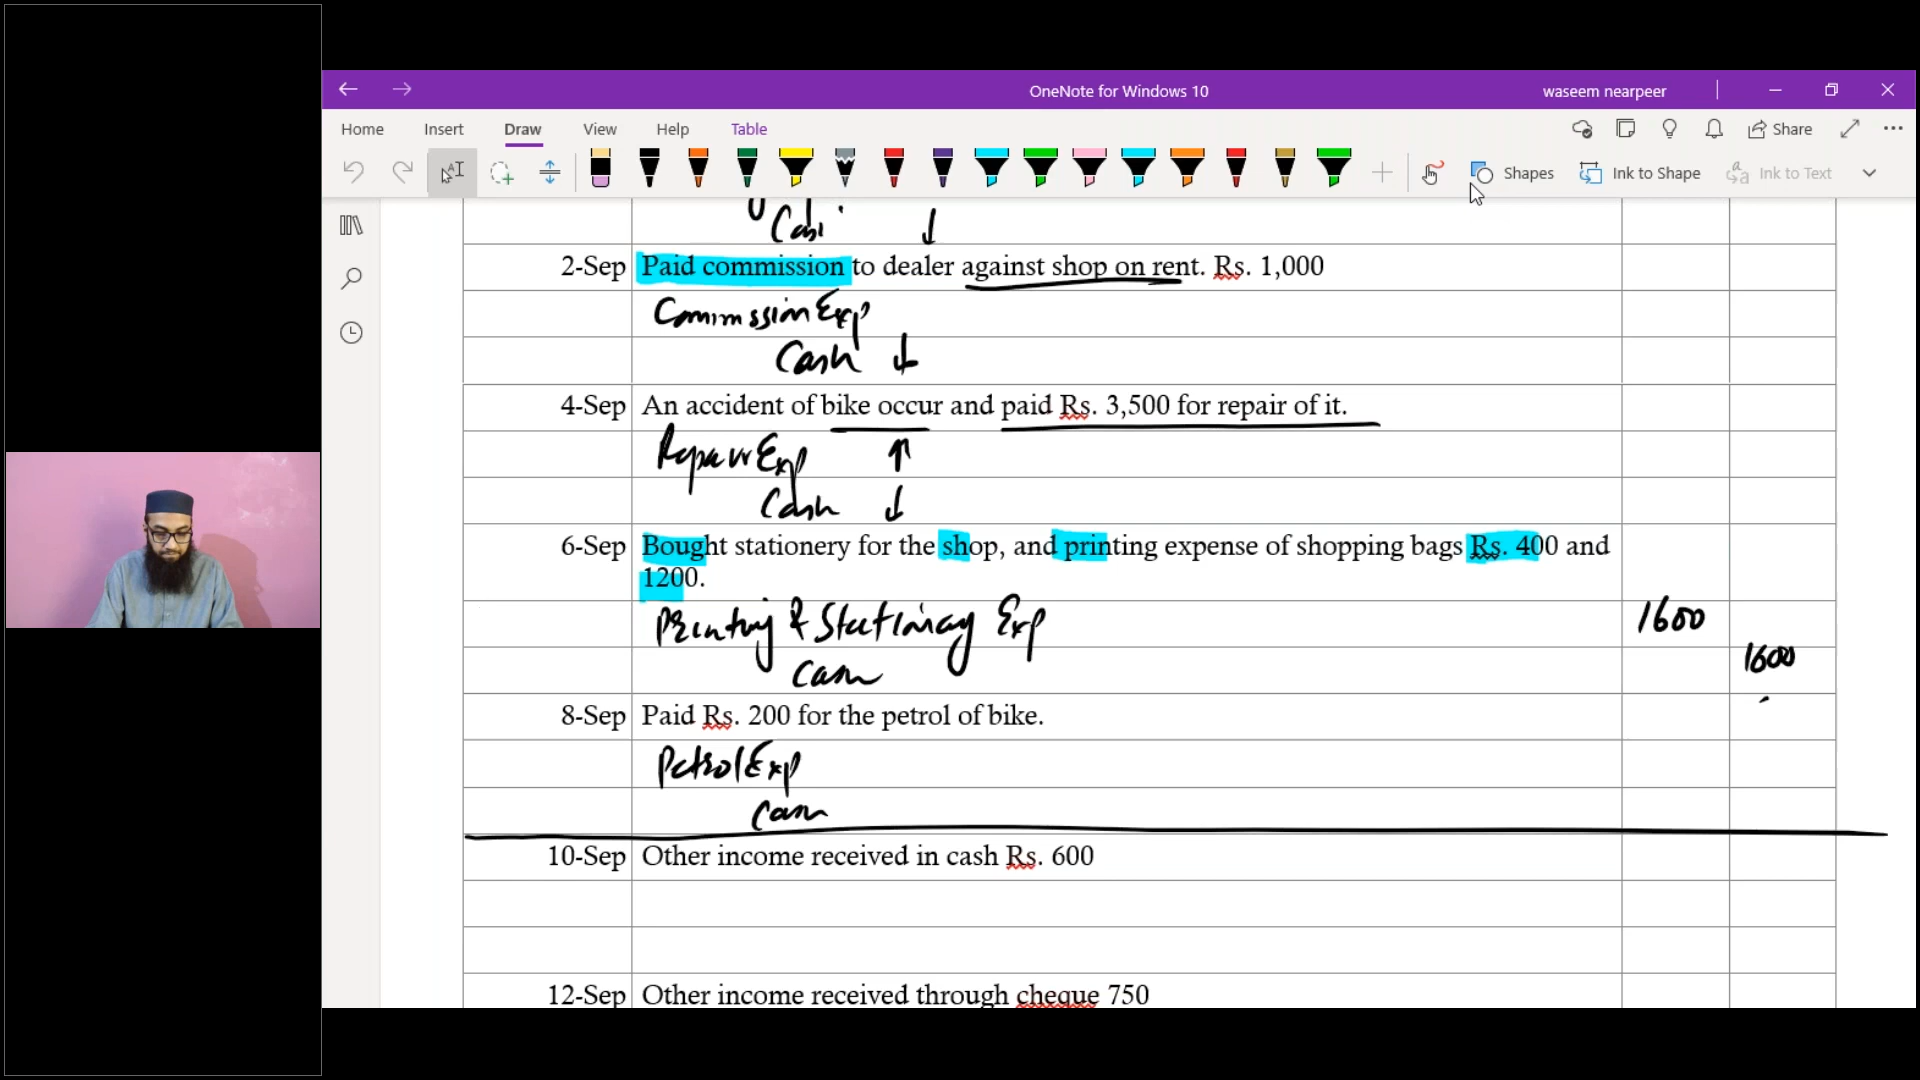 OneNote for Windows 10
waseem nearpeer
Home Insert Draw View Help Table
Share
Shapes
Ink to Shape
Ink to Text
Cash
2-Sep Paid commission to dealer against shop on rent. Rs. 1,000
Commission Exp
Cash ↓
4-Sep An accident of bike occur and paid Rs. 3,500 for repair of it.
Repair Exp ↑
Cash ↓
6-Sep Bought stationery for the shop, and printing expense of shopping bags Rs. 400 and
1200.
Printing & Stationary Exp 1600
Cash 1600
8-Sep Paid Rs. 200 for the petrol of bike.
Petrol Exp
Cash
10-Sep Other income received in cash Rs. 600
12-Sep Other income received through cheque 750